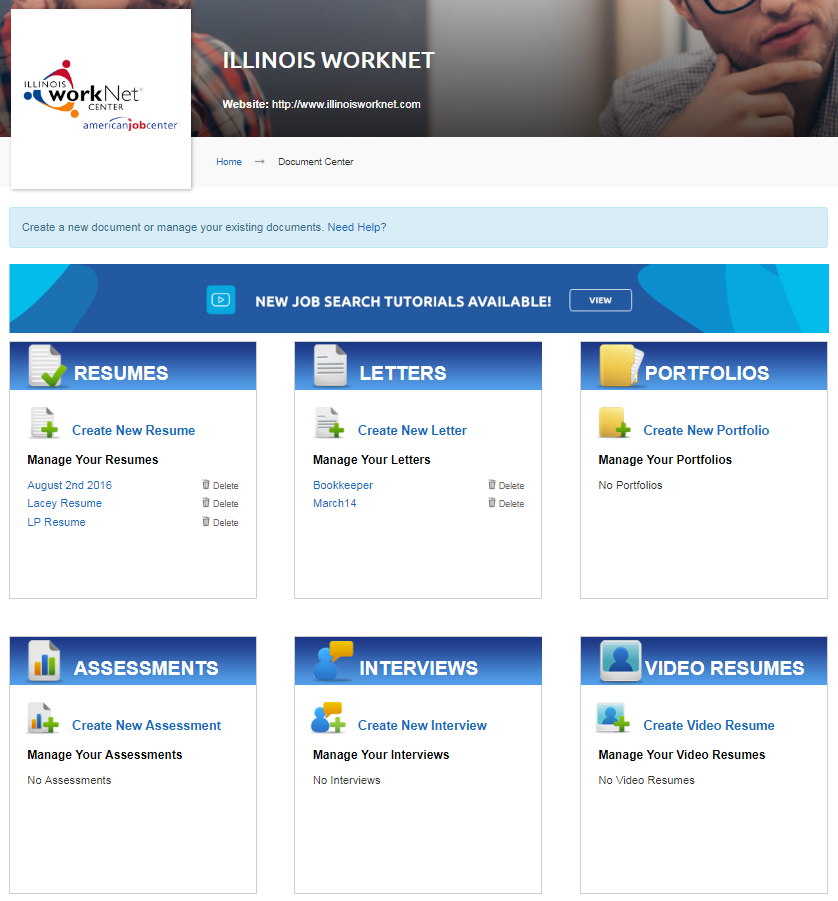 ILLINOIS
workNet®
CENTER
americanjobcenter™
ILLINOIS WORKNET
Website: http://www.illinoisworknet.com
Home → Document Center
Create a new document or manage your existing documents. Need Help?
NEW JOB SEARCH TUTORIALS AVAILABLE! VIEW
RESUMES
Create New Resume
Manage Your Resumes
August 2nd 2016 Delete
Lacey Resume Delete
LP Resume Delete
LETTERS
Create New Letter
Manage Your Letters
Bookkeeper Delete
March14 Delete
PORTFOLIOS
Create New Portfolio
Manage Your Portfolios
No Portfolios
ASSESSMENTS
Create New Assessment
Manage Your Assessments
No Assessments
INTERVIEWS
Create New Interview
Manage Your Interviews
No Interviews
VIDEO RESUMES
Create Video Resume
Manage Your Video Resumes
No Video Resumes